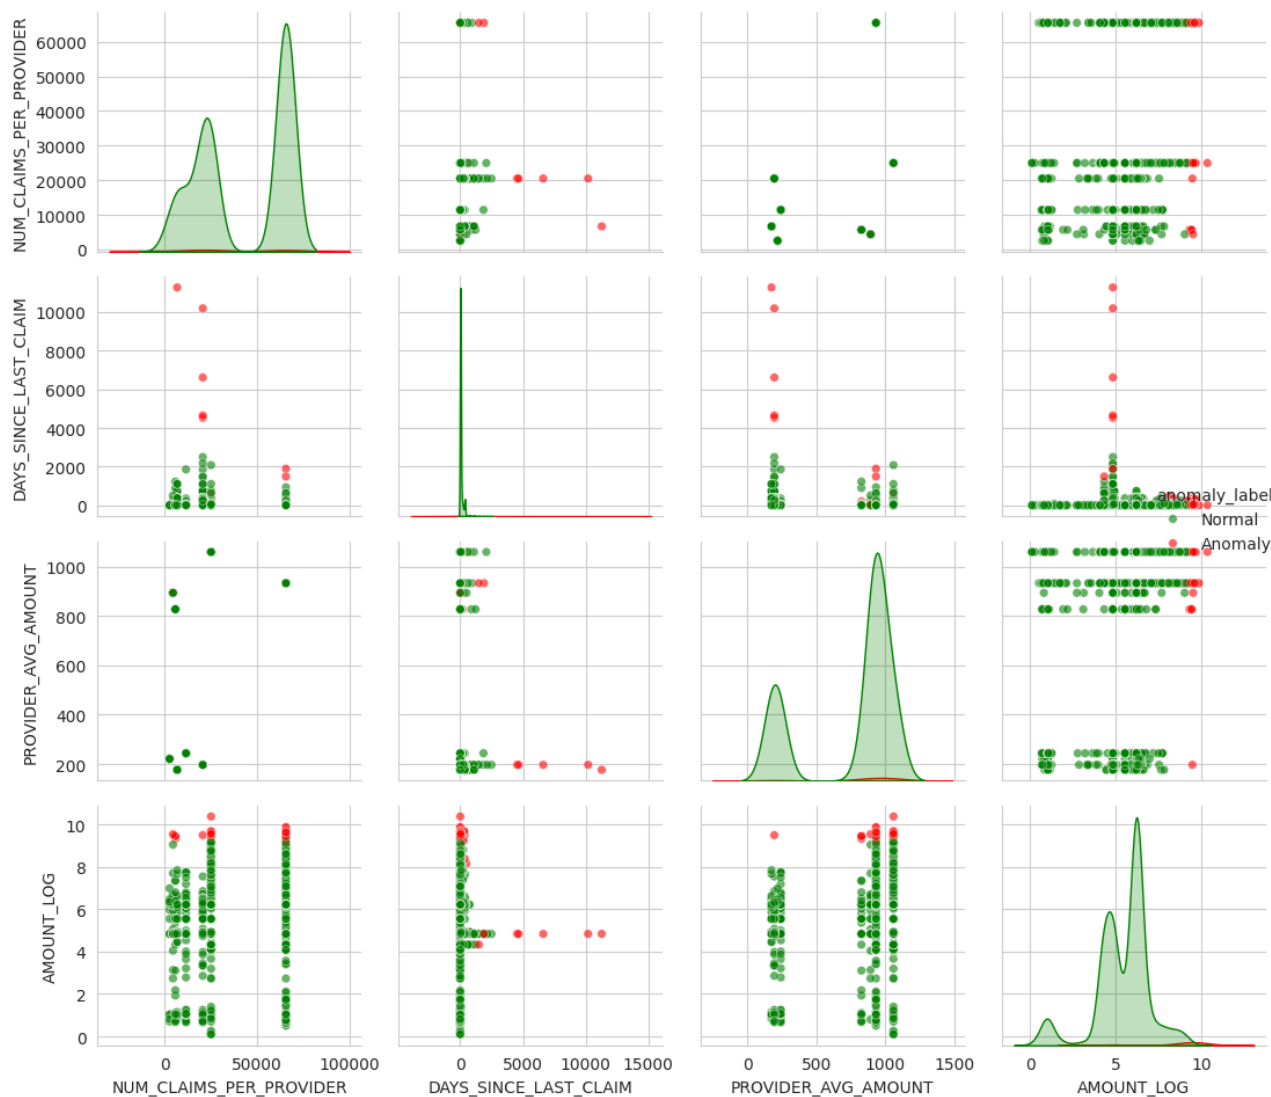 NUM_CLAIMS_PER_PROVIDER
60000
50000
40000
30000
20000
10000
0
DAYS_SINCE_LAST_CLAIM
10000
8000
6000
4000
2000
0
anomaly_label
Normal
Anomaly
PROVIDER_AVG_AMOUNT
1000
800
600
400
200
AMOUNT_LOG
10
8
6
4
2
0
0 50000 100000 0 5000 10000 15000 0 500 1000 1500 0 5 10
NUM_CLAIMS_PER_PROVIDER DAYS_SINCE_LAST_CLAIM PROVIDER_AVG_AMOUNT AMOUNT_LOG